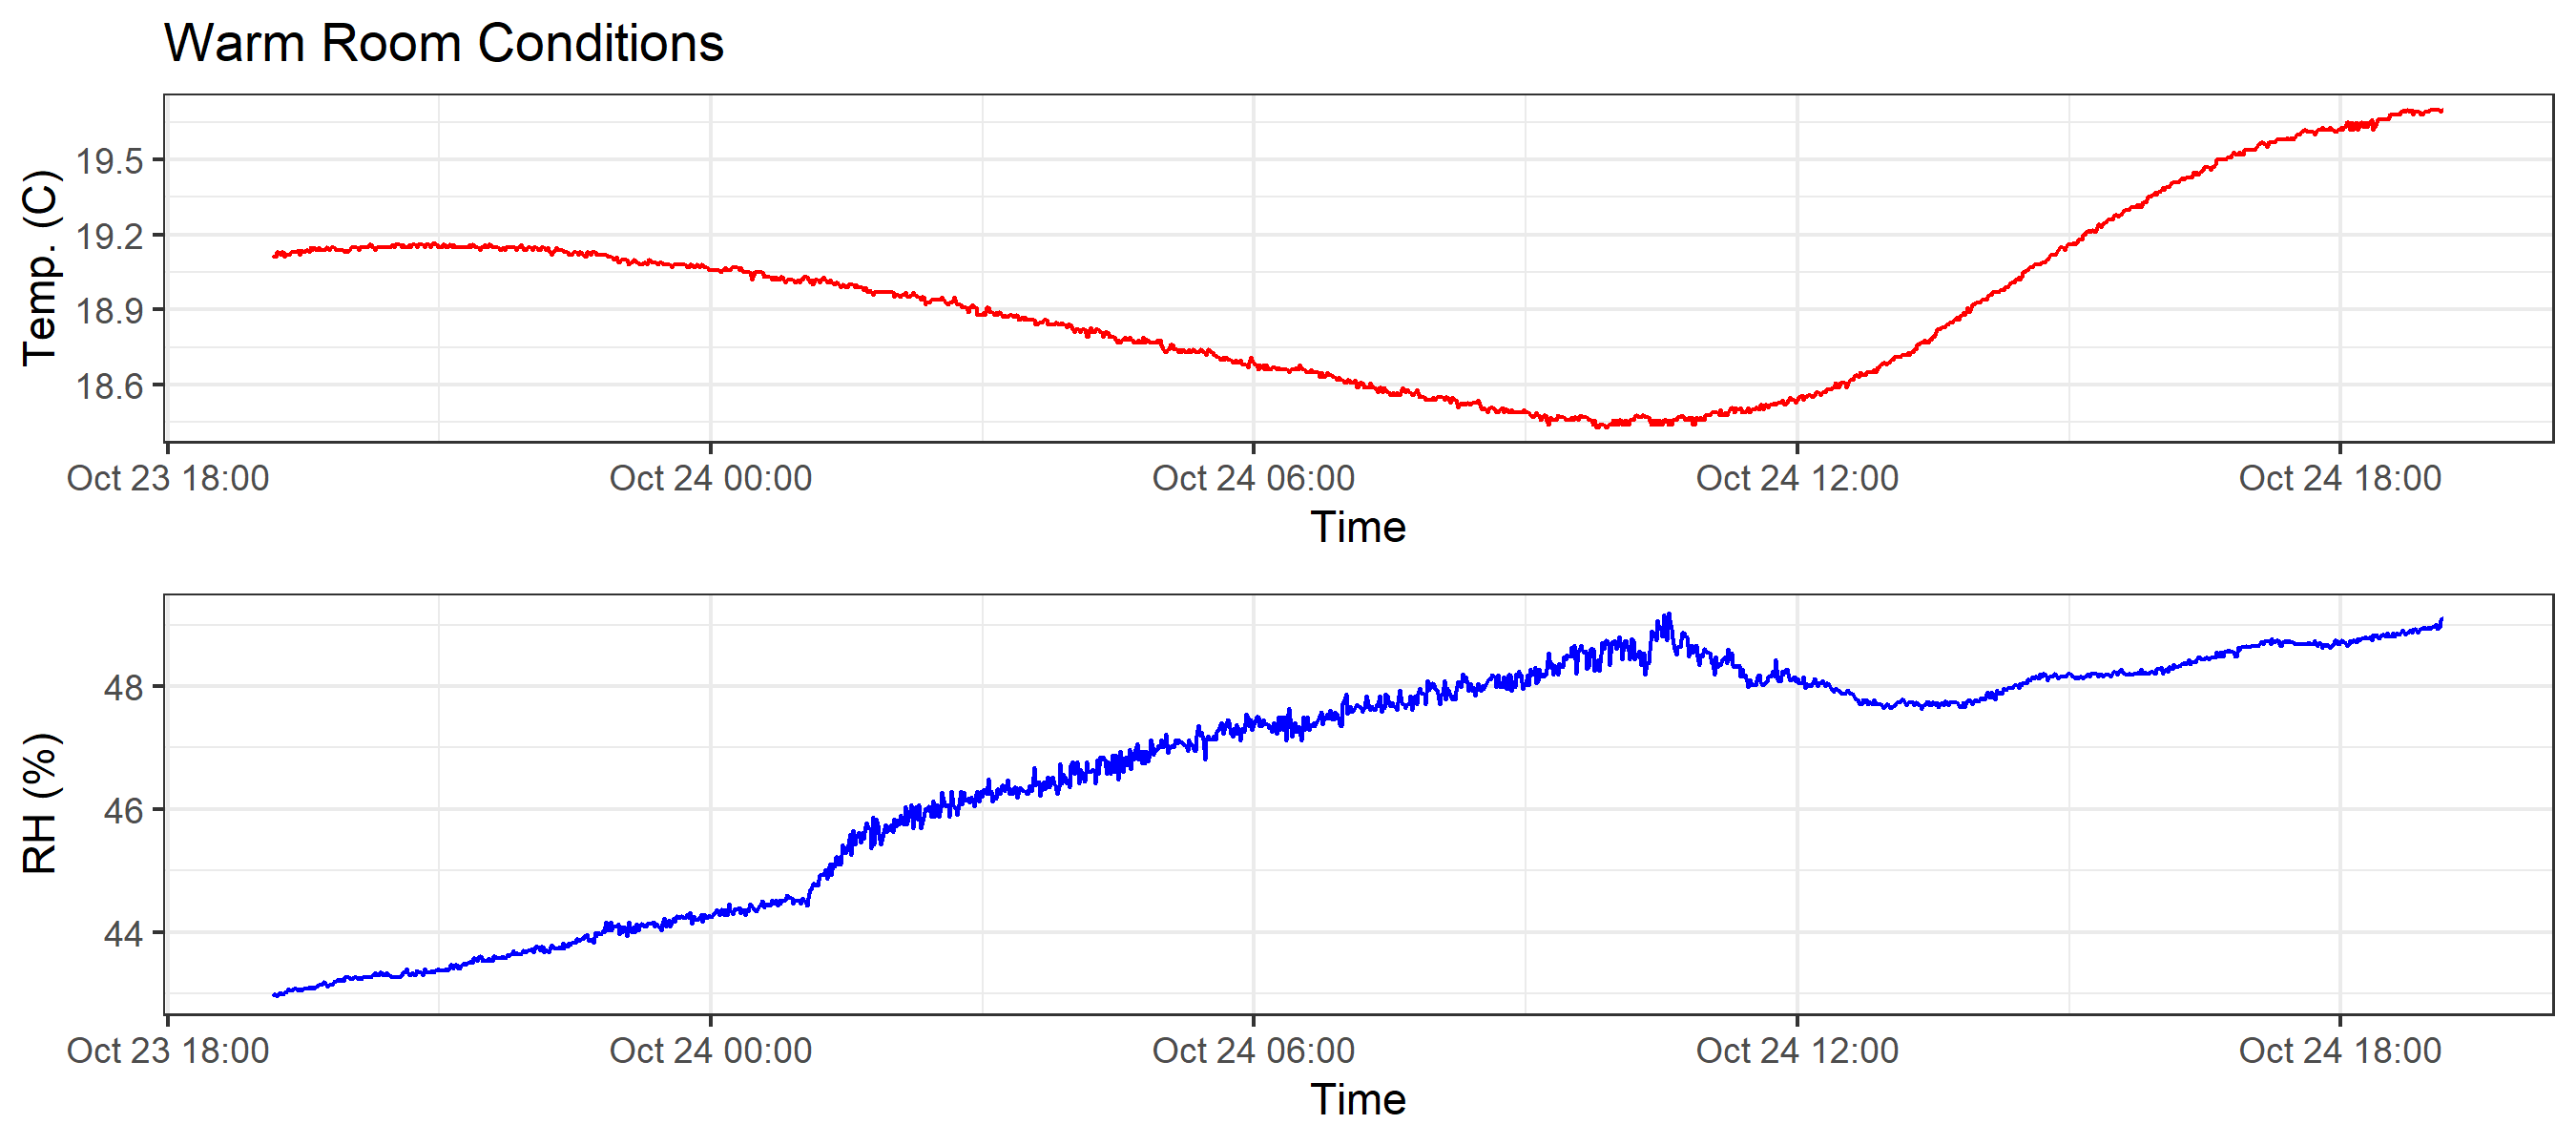 Warm Room Conditions
Temp. (C)
19.5
19.2
18.9
18.6
Oct 23 18:00 Oct 24 00:00 Oct 24 06:00 Oct 24 12:00 Oct 24 18:00
Time
RH (%)
48
46
44
Oct 23 18:00 Oct 24 00:00 Oct 24 06:00 Oct 24 12:00 Oct 24 18:00
Time